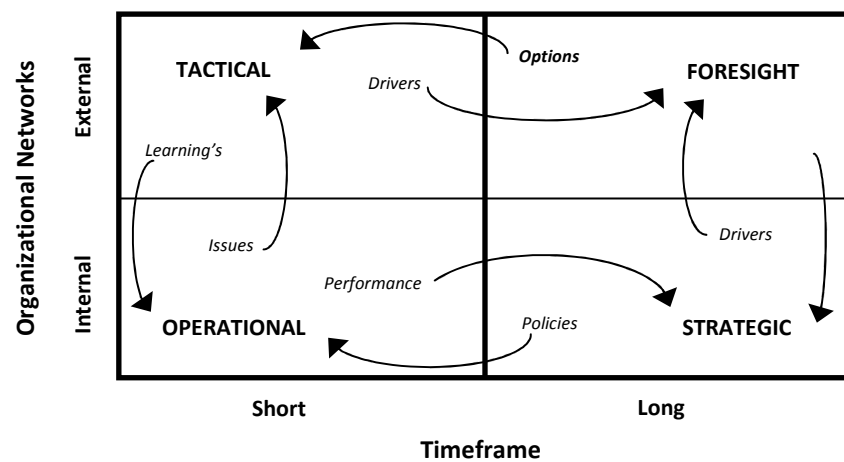 Organizational Networks
External
Internal
TACTICAL
Options
FORESIGHT
Drivers
Learning's
Issues
Drivers
Performance
OPERATIONAL
Policies
STRATEGIC
Short
Long
Timeframe